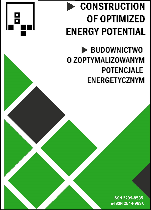 CONSTRUCTION
OF OPTIMIZED
ENERGY POTENTIAL
BUDOWNICTWO
O ZOPTYMALIZOWANYM
POTENCJALE
ENERGETYCZNYM